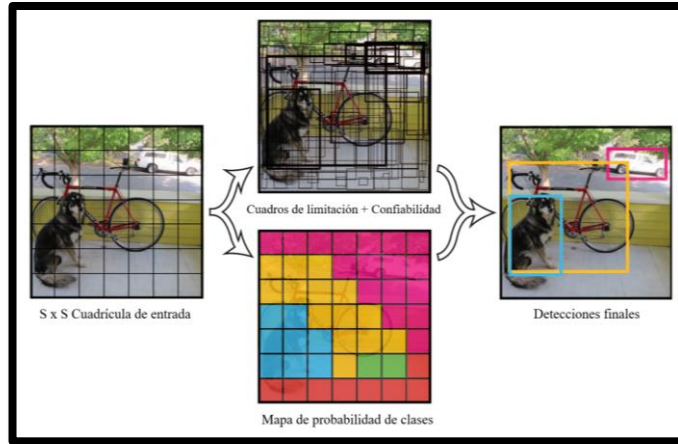 Cuadros de limitación + Confiabilidad
S x S Cuadrícula de entrada
Detecciones finales
Mapa de probabilidad de clases